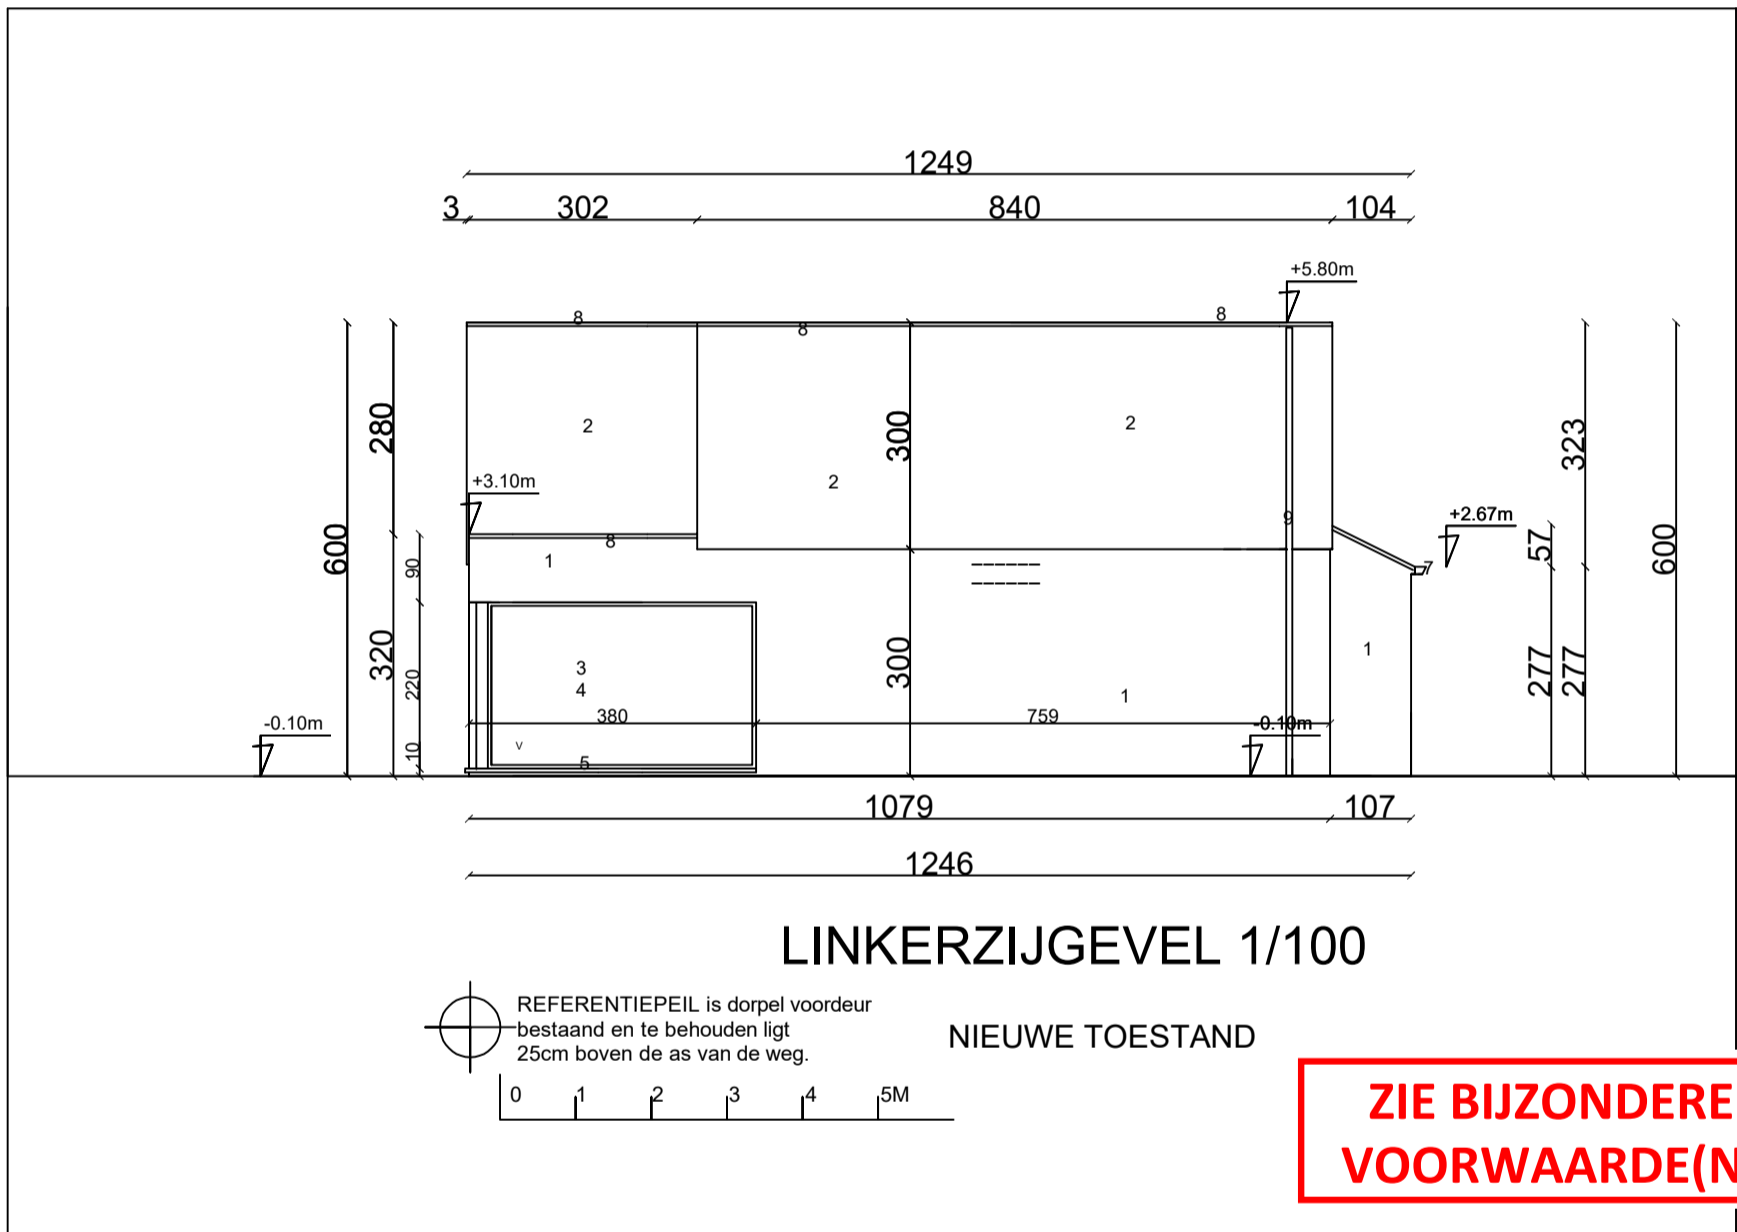 1249
3 302 840 104
+5.80m
8 8 8
280 2 300 2 323
+3.10m 2
600 8 9 +2.67m 57 600
90 1 7
320 220 3 300 1 277 277
4 1
380 759
-0.10m -0.10m
10 v 5
1079 107
1246
LINKERZIJGEVEL 1/100
REFERENTIEPEIL is dorpel voordeur
bestaand en te behouden ligt
25cm boven de as van de weg.
NIEUWE TOESTAND
0 1 2 3 4 5M
ZIE BIJZONDERE
VOORWAARDE(N